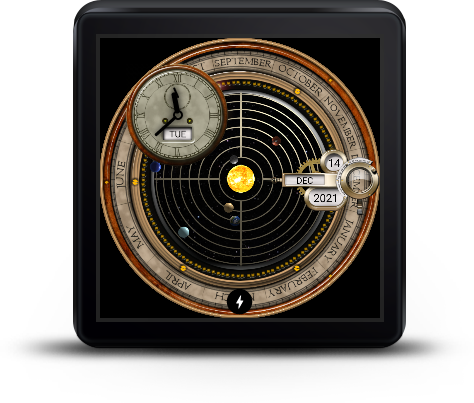 SEPTEMBER
OCTOBER
NOVEMBER
TUE
JUNE
14
DEC
2021
MAY
JANUARY
APRIL
FEBRUARY